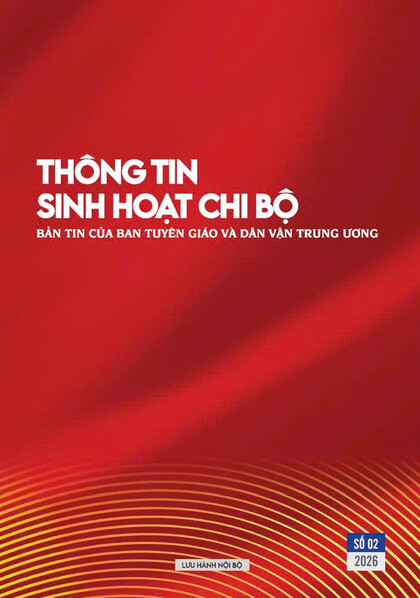 THÔNG TIN
SINH HOẠT CHI BỘ
BẢN TIN CỦA BAN TUYÊN GIÁO VÀ DÂN VẬN TRUNG ƯƠNG
SỐ 02
2026
LƯU HÀNH NỘI BỘ